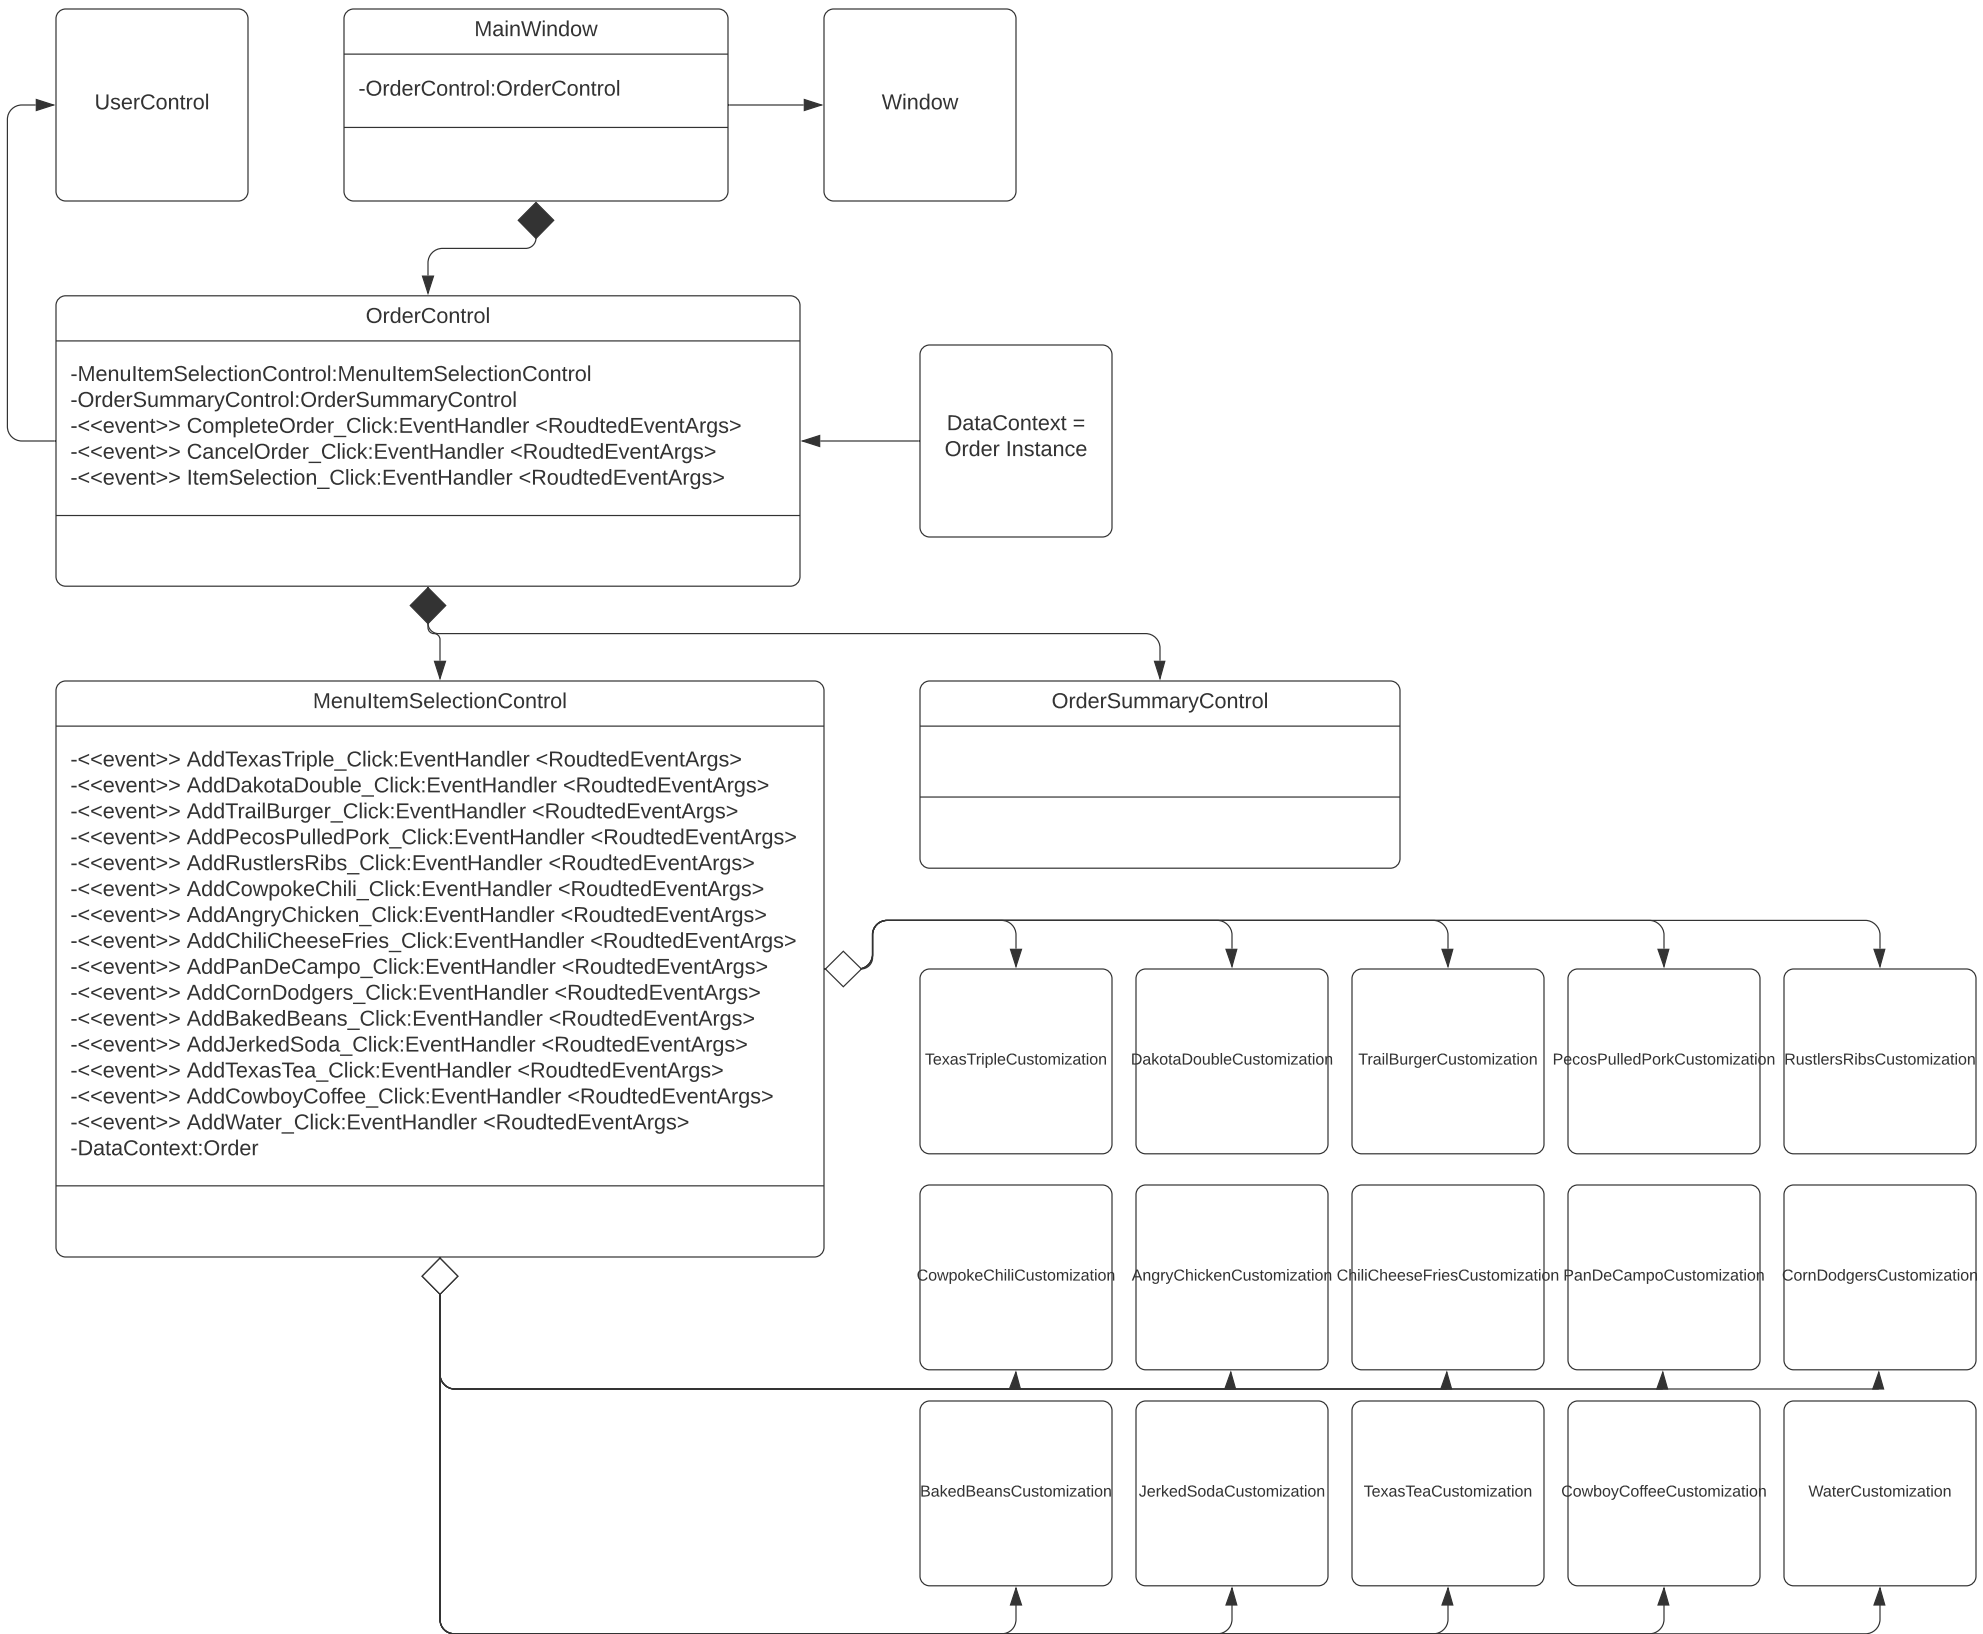 UserControl
MainWindow
-OrderControl:OrderControl
Window
OrderControl
-MenuItemSelectionControl:MenuItemSelectionControl
-OrderSummaryControl:OrderSummaryControl
-<<event>> CompleteOrder_Click:EventHandler <RoudtedEventArgs>
-<<event>> CancelOrder_Click:EventHandler <RoudtedEventArgs>
-<<event>> ItemSelection_Click:EventHandler <RoudtedEventArgs>
DataContext =
Order Instance
MenuItemSelectionControl
-<<event>> AddTexasTriple_Click:EventHandler <RoudtedEventArgs>
-<<event>> AddDakotaDouble_Click:EventHandler <RoudtedEventArgs>
-<<event>> AddTrailBurger_Click:EventHandler <RoudtedEventArgs>
-<<event>> AddPecosPulledPork_Click:EventHandler <RoudtedEventArgs>
-<<event>> AddRustlersRibs_Click:EventHandler <RoudtedEventArgs>
-<<event>> AddCowpokeChili_Click:EventHandler <RoudtedEventArgs>
-<<event>> AddAngryChicken_Click:EventHandler <RoudtedEventArgs>
-<<event>> AddChiliCheeseFries_Click:EventHandler <RoudtedEventArgs>
-<<event>> AddPanDeCampo_Click:EventHandler <RoudtedEventArgs>
-<<event>> AddCornDodgers_Click:EventHandler <RoudtedEventArgs>
-<<event>> AddBakedBeans_Click:EventHandler <RoudtedEventArgs>
-<<event>> AddJerkedSoda_Click:EventHandler <RoudtedEventArgs>
-<<event>> AddTexasTea_Click:EventHandler <RoudtedEventArgs>
-<<event>> AddCowboyCoffee_Click:EventHandler <RoudtedEventArgs>
-<<event>> AddWater_Click:EventHandler <RoudtedEventArgs>
-DataContext:Order
OrderSummaryControl
TexasTripleCustomization
DakotaDoubleCustomization
TrailBurgerCustomization
PecosPulledPorkCustomization
RustlersRibsCustomization
CowpokeChiliCustomization
AngryChickenCustomization
ChiliCheeseFriesCustomization
PanDeCampoCustomization
CornDodgersCustomization
BakedBeansCustomization
JerkedSodaCustomization
TexasTeaCustomization
CowboyCoffeeCustomization
WaterCustomization